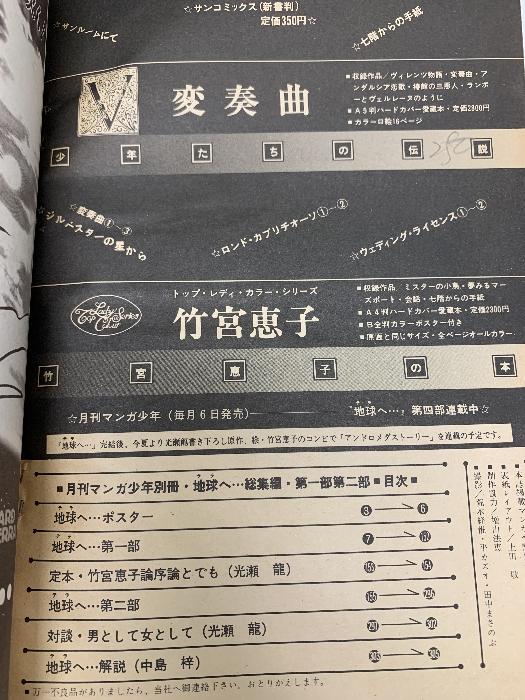 ☆サンコミックス(新書判)
定価350円☆
☆サンルームにて
☆七階からの手紙
V
変奏曲
■収録作品/ヴィレンツ物語・変奏曲・ア
ンダルシア恋歌・椿館の三悪人・ランボ
ーとヴェルレーヌのように
■A5判ハードカバー愛蔵本・定価2800円
■カラー口絵16ページ
少年たちの伝説
☆変奏曲①~③
☆ジルベスターの星から
☆ロンド・カプリチオーソ①~②
☆ウェディング・ライセンス①~②
トップ・レディ・カラー・シリーズ
Top Lady Color Series
竹宮恵子
■収録作品 ミスターの小鳥・夢みるマー
ズポート・会誌・七階からの手紙
■A4判ハードカバー愛蔵本・定価2300円
■B全判カラーポスター付き
■原画と同じサイズ・全ページオールカラー
竹宮恵子の本
☆月刊マンガ少年(毎月6日発売)―"地球へ…"第四部連載中☆
『地球へ…』完結後、今夏より光瀬龍書き下ろし原作、絵・竹宮恵子のコンビで「アンドロメダストーリー」を連載の予定です。
■月刊マンガ少年別冊・地球へ…総集編・第一部第二部■目次■
地球へ…ポスター 3→6
地球へ…第一部 7→
定本・竹宮恵子論序論とでも(光瀬 龍)
地球へ…第二部
対談・男として女として(光瀬 龍)
地球へ…解説(中島 梓)
■万一不良品がありましたら、当社へ御連絡下さい。おとりかえします。